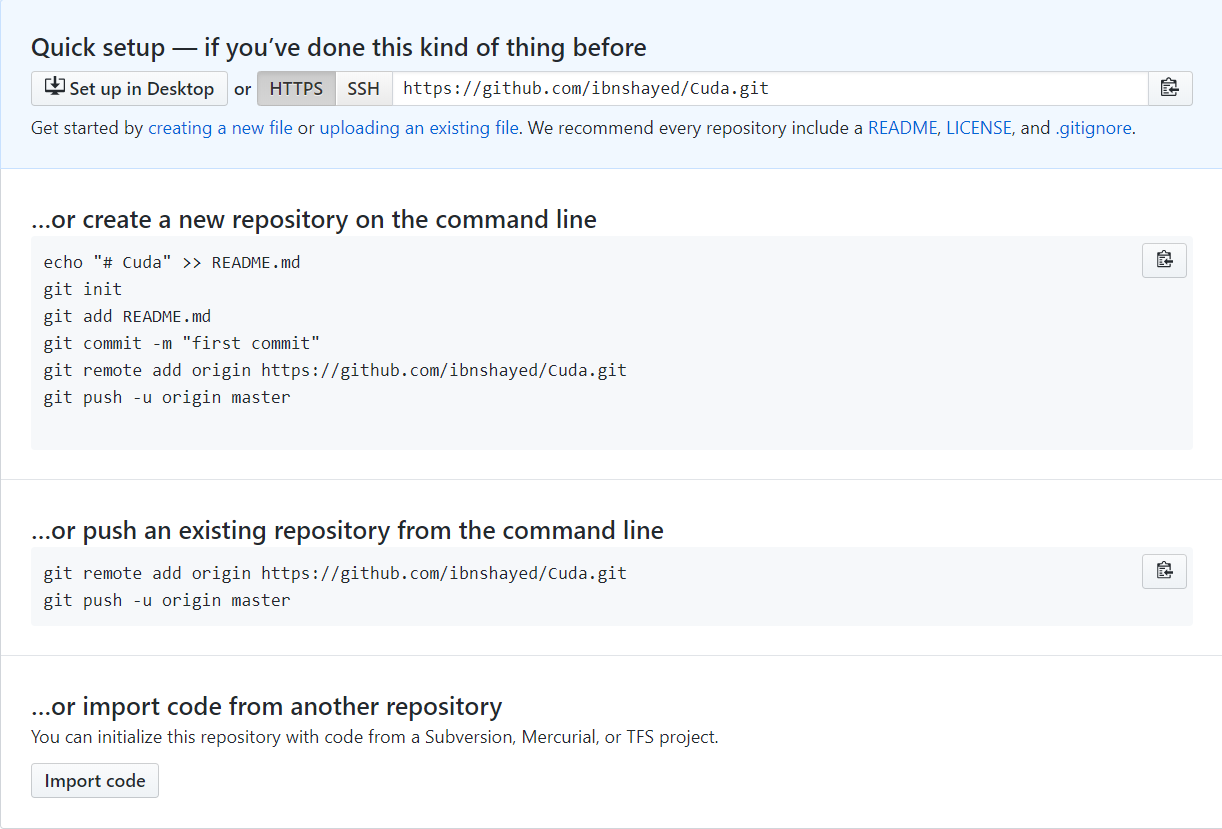 Quick setup — if you’ve done this kind of thing before
Set up in Desktop or HTTPS SSH https://github.com/ibnshayed/Cuda.git
Get started by creating a new file or uploading an existing file. We recommend every repository include a README, LICENSE, and .gitignore.
…or create a new repository on the command line
echo "# Cuda" >> README.md
git init
git add README.md
git commit -m "first commit"
git remote add origin https://github.com/ibnshayed/Cuda.git
git push -u origin master
…or push an existing repository from the command line
git remote add origin https://github.com/ibnshayed/Cuda.git
git push -u origin master
…or import code from another repository
You can initialize this repository with code from a Subversion, Mercurial, or TFS project.
Import code